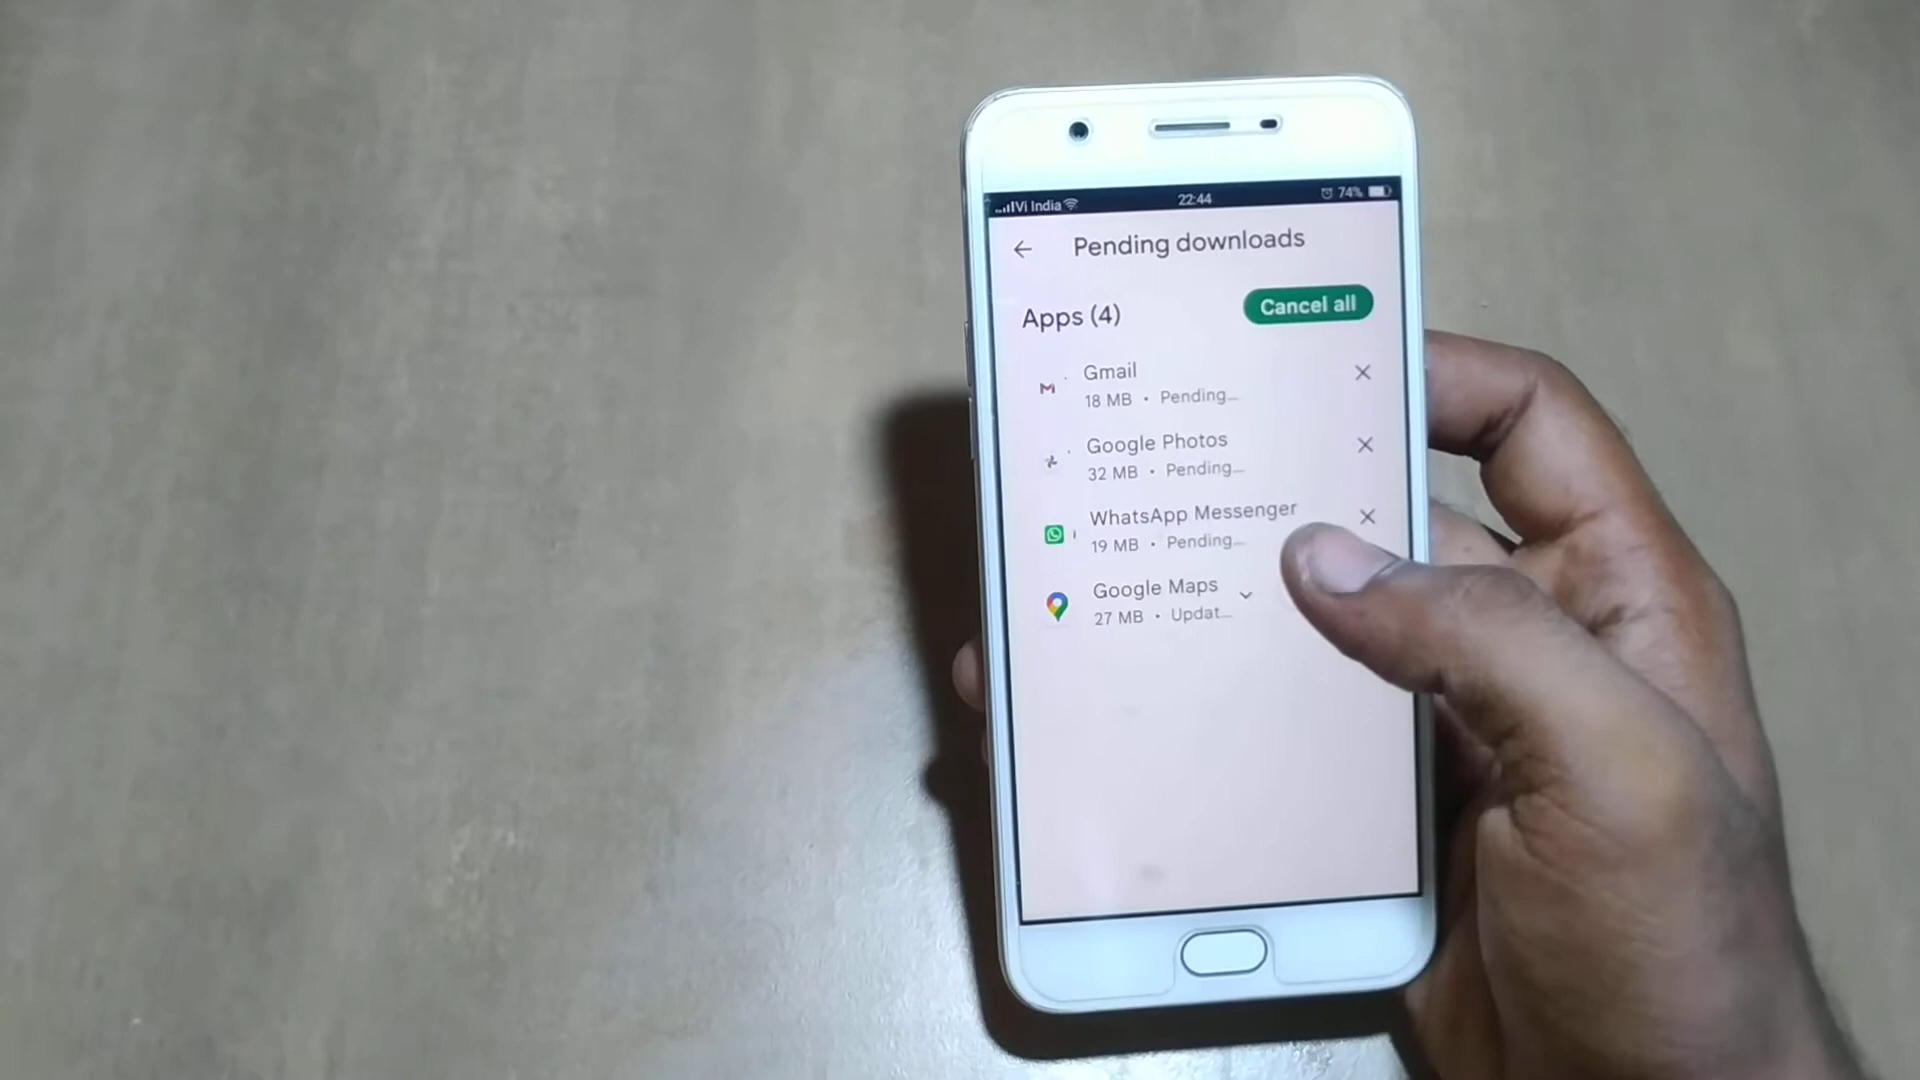 Vi India 22:44 74%
Pending downloads
Apps (4)
Cancel all
Gmail
18 MB • Pending...
Google Photos
32 MB • Pending...
WhatsApp Messenger
19 MB • Pending...
Google Maps
27 MB • Updat...